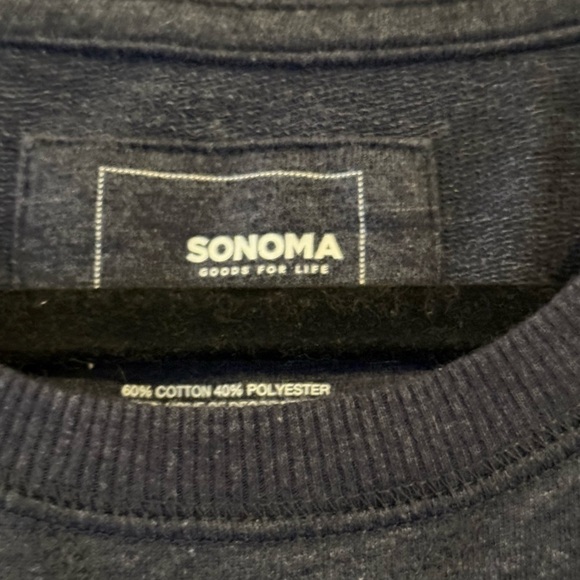 SONOMA
GOODS FOR LIFE
60% COTTON 40% POLYESTER